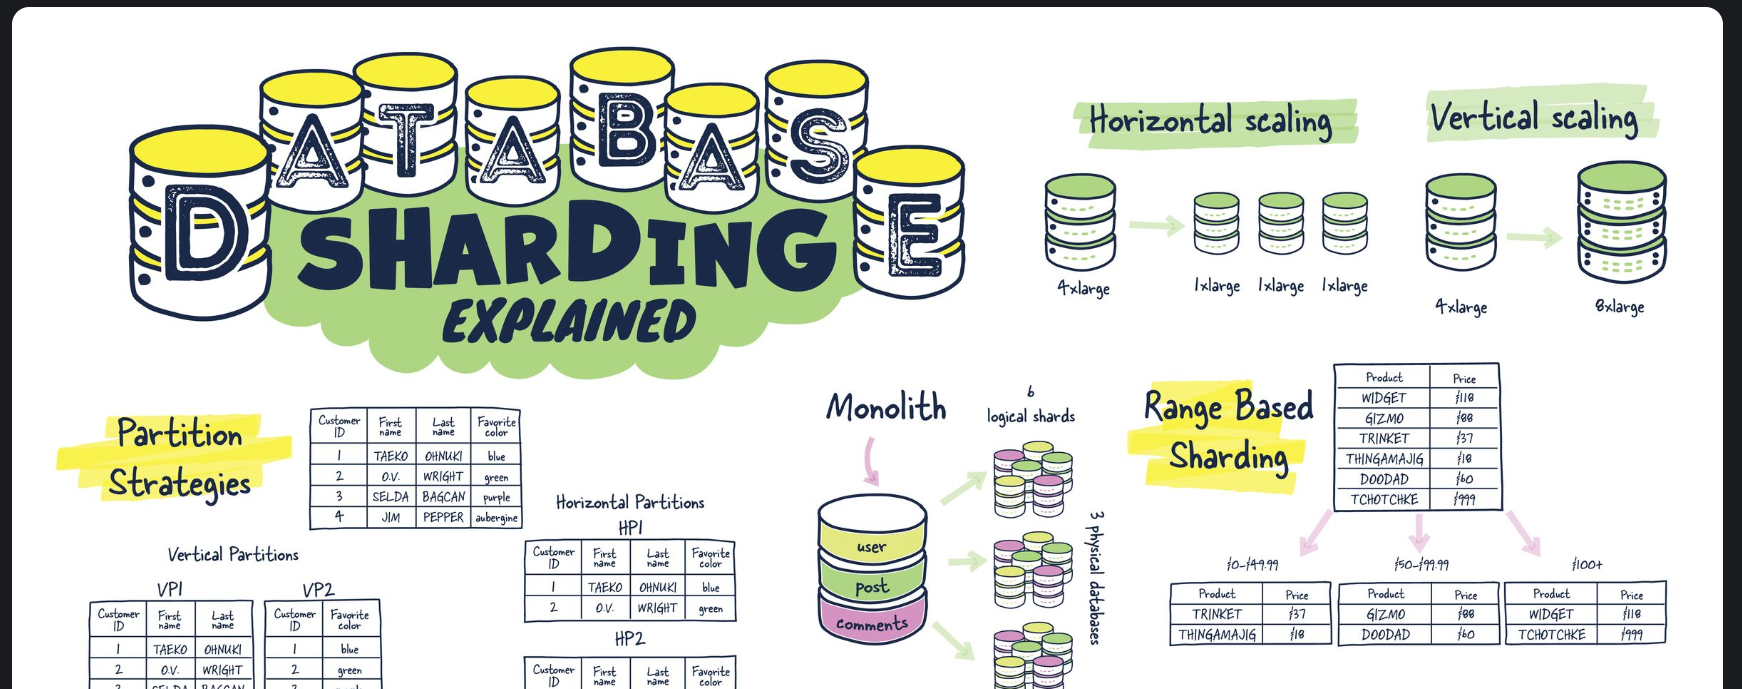 DATABASE
SHARDING
EXPLAINED
Horizontal scaling
4xlarge
1xlarge 1xlarge 1xlarge
Vertical scaling
4xlarge
8xlarge
Partition
Strategies
Customer ID First name Last name Favorite color
1 TAEKO OHNUKI blue
2 O.V. WRIGHT green
3 SELDA BAGCAN purple
4 JIM PEPPER aubergine
Vertical Partitions
VP1
Customer ID First name Last name
1 TAEKO OHNUKI
2 O.V. WRIGHT
SELDA BAGCAN
VP2
Customer ID Favorite color
1 blue
2 green
Horizontal Partitions
HP1
Customer ID First name Last name Favorite color
1 TAEKO OHNUKI blue
2 O.V. WRIGHT green
HP2
Customer ID First name Last name Favorite color
Monolith
user
post
comments
6
logical shards
3 physical databases
Range Based
Sharding
Product Price
WIDGET $118
GIZMO $88
TRINKET $37
THINGAMAJIG $18
DOODAD $60
TCHOTCHKE $999
$0-$49.99
Product Price
TRINKET $37
THINGAMAJIG $18
$50-$99.99
Product Price
GIZMO $88
DOODAD $60
$100+
Product Price
WIDGET $118
TCHOTCHKE $999